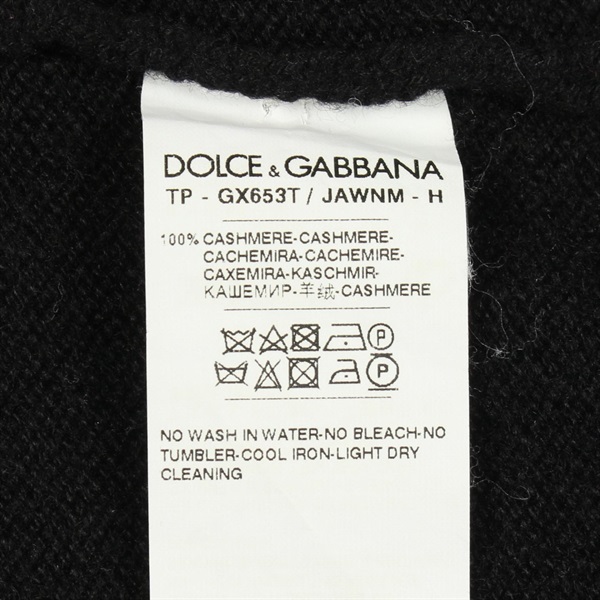 DOLCE & GABBANA
TP - GX653T / JAWNM - H
100% CASHMERE-CASHMERE-
CACHEMIRA-CACHEMIRE-
CAXEMIRA-KASCHMIR-
КАШЕМИР-羊绒-CASHMERE
P
P
NO WASH IN WATER-NO BLEACH-NO
TUMBLER-COOL IRON-LIGHT DRY
CLEANING